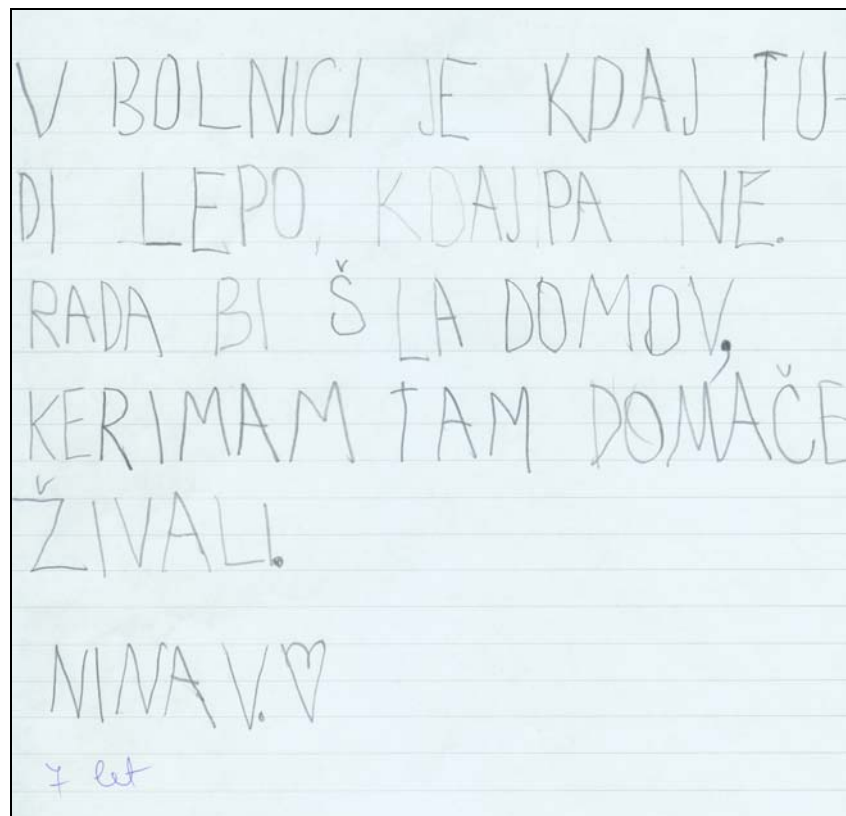 V BOLNICI JE KDAJ TU-
DI LEPO, KDAJ PA NE.
RADA BI ŠLA DOMOV,
KER IMAM TAM DOMAČE
ŽIVALI.
NINA V. ♡
7 let